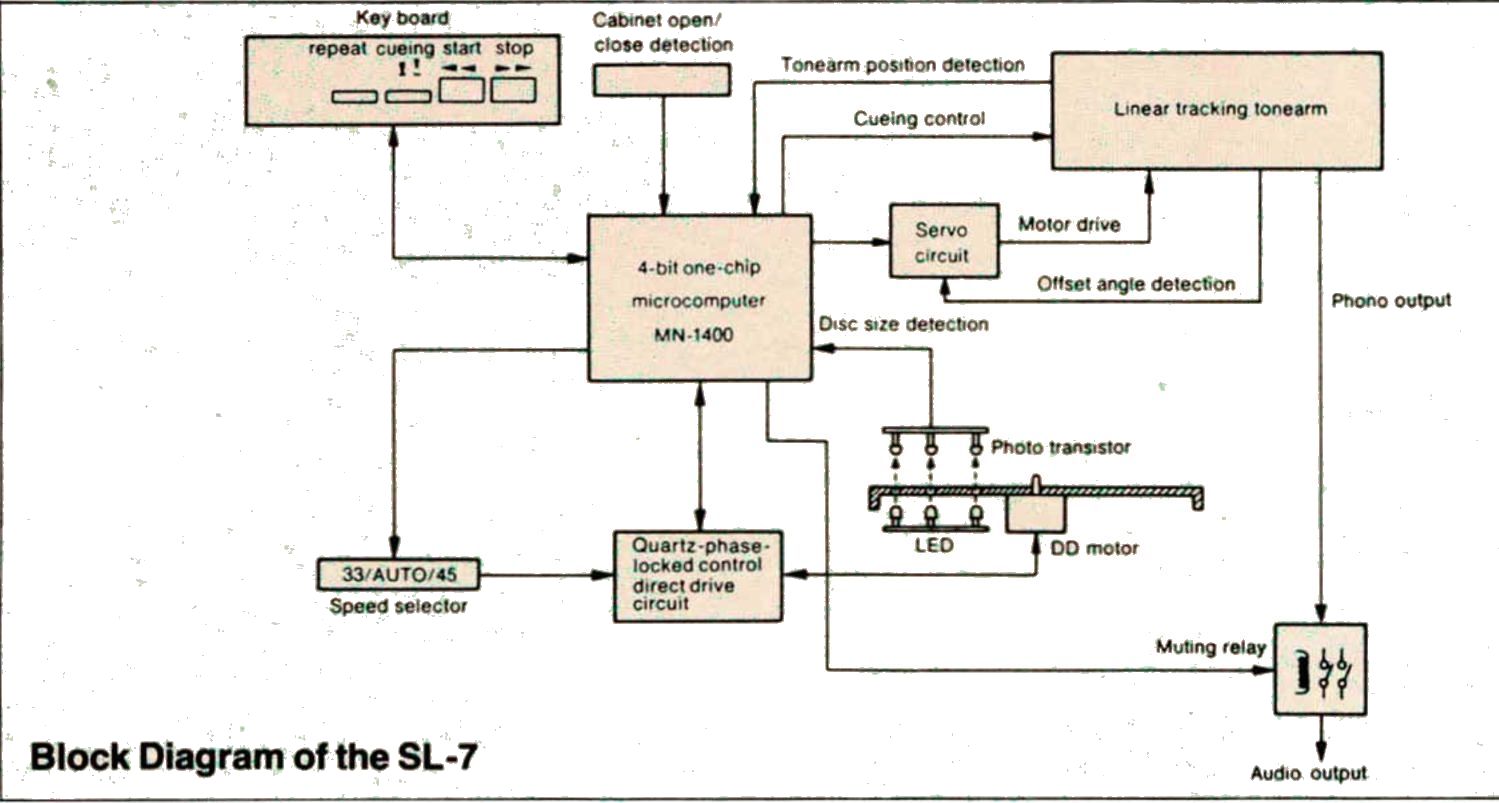 Key board
repeat cueing start stop
Cabinet open/
close detection
Tonearm position detection
Cueing control
Linear tracking tonearm
4-bit one-chip
microcomputer
MN-1400
Servo
circuit
Motor drive
Offset angle detection
Phono output
Disc size detection
Photo transistor
LED
DD motor
33/AUTO/45
Speed selector
Quartz-phase-
locked control
direct drive
circuit
Muting relay
Audio output
Block Diagram of the SL-7